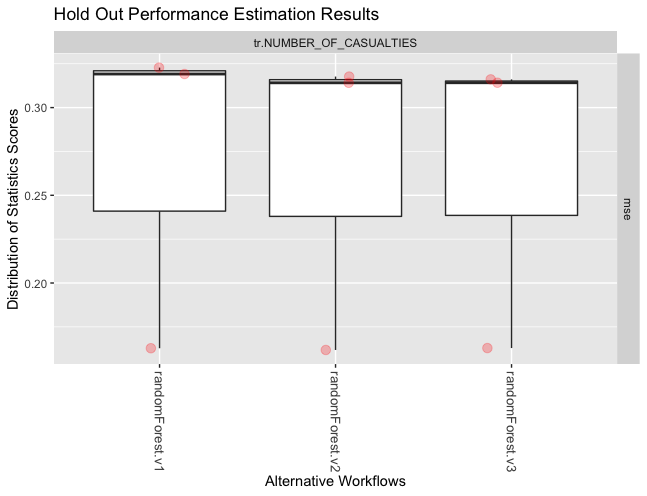 Hold Out Performance Estimation Results
tr.NUMBER_OF_CASUALTIES
Distribution of Statistics Scores
0.30
0.25
0.20
mse
randomForest.v1
randomForest.v2
randomForest.v3
Alternative Workflows